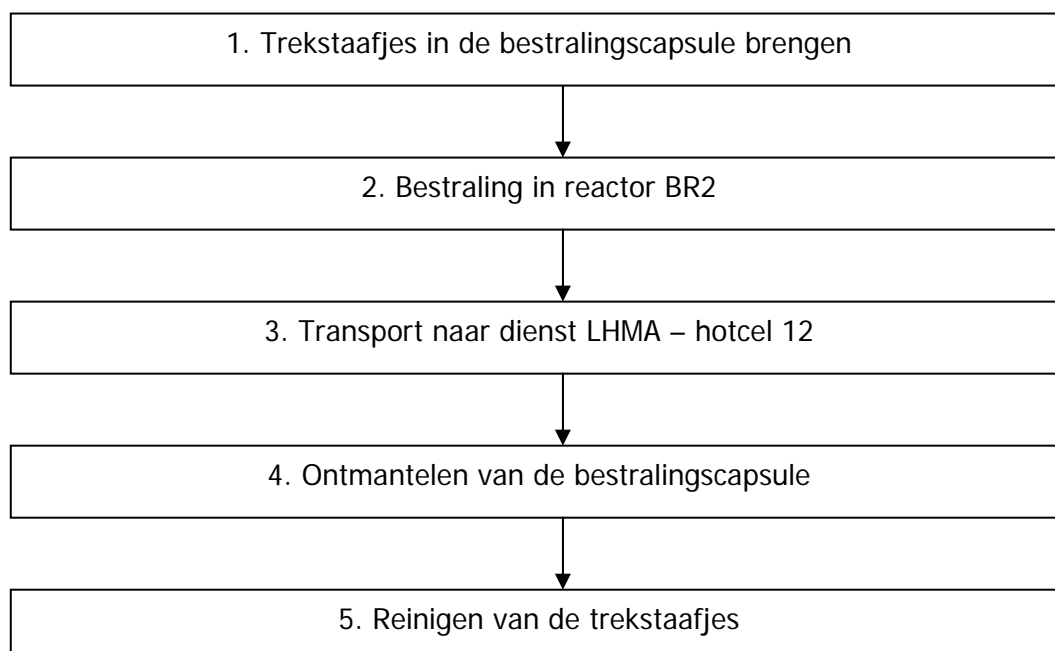 1. Trekstaafjes in de bestralingscapsule brengen
2. Bestraling in reactor BR2
3. Transport naar dienst LHMA – hotcel 12
4. Ontmantelen van de bestralingscapsule
5. Reinigen van de trekstaafjes